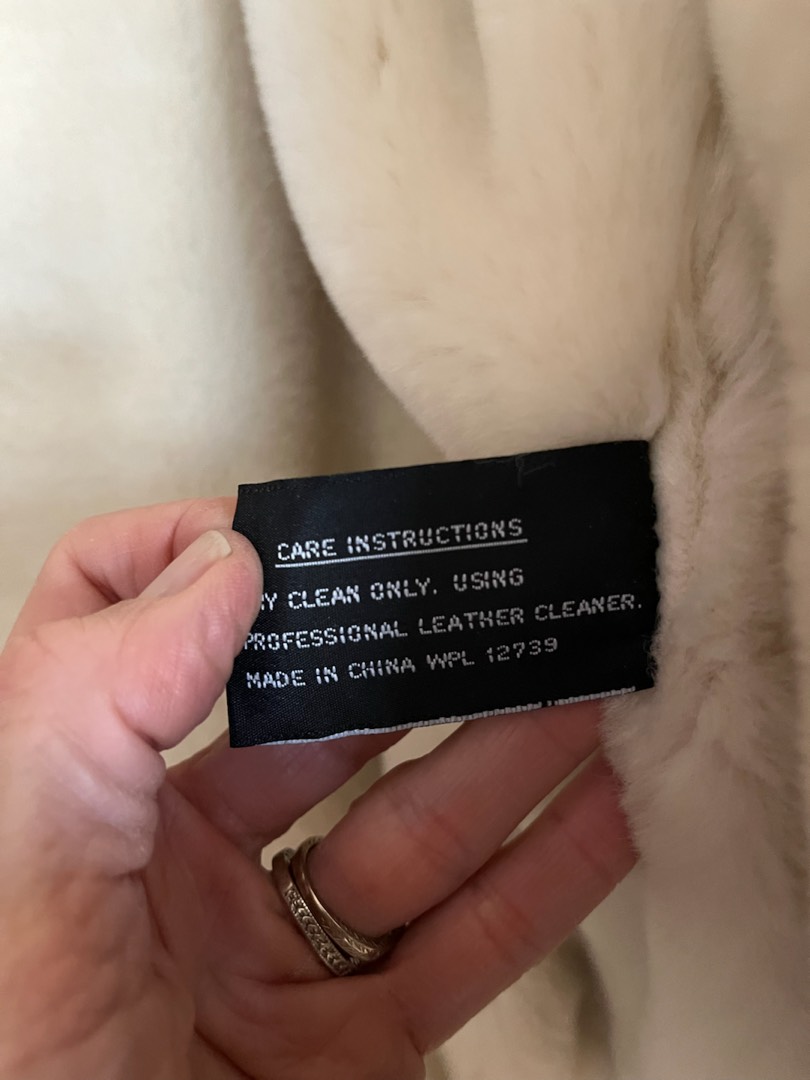 CARE INSTRUCTIONS
Y CLEAN ONLY. USING
PROFESSIONAL LEATHER CLEANER.
MADE IN CHINA WPL 12739